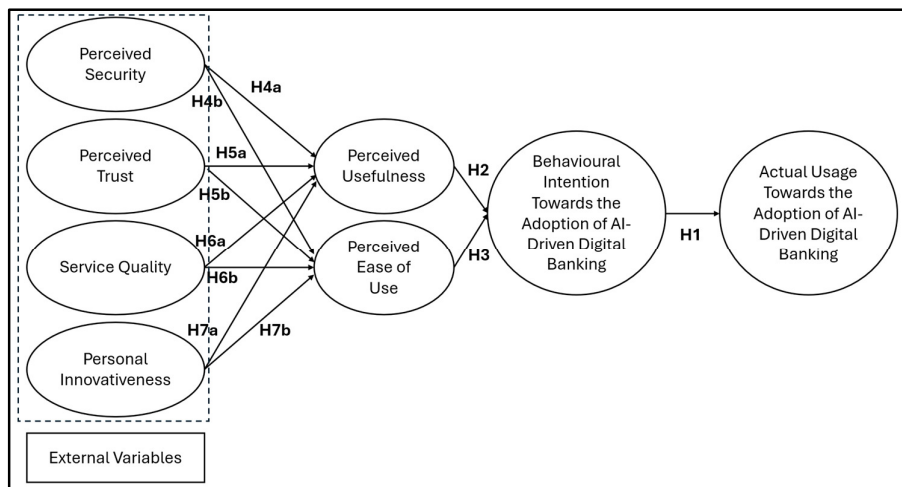 Perceived
Security
H4a
H4b
Perceived
Trust
H5a
H5b
Perceived
Usefulness
H2
Behavioural
Intention
Towards the
Adoption of AI-
Driven Digital
Banking
H1
Actual Usage
Towards the
Adoption of AI-
Driven Digital
Banking
Service Quality
H6a
H6b
Perceived
Ease of
Use
H3
H7a
H7b
Personal
Innovativeness
External Variables